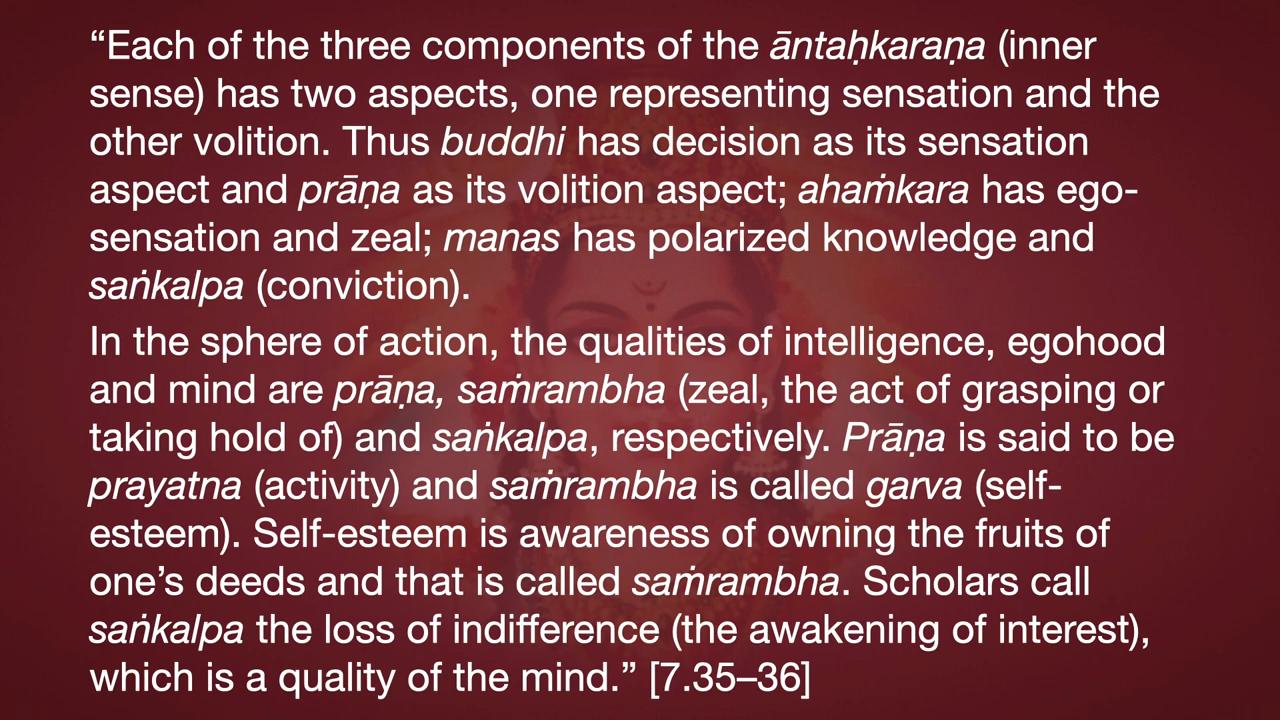 “Each of the three components of the āntaḥkaraṇa (inner
sense) has two aspects, one representing sensation and the
other volition. Thus buddhi has decision as its sensation
aspect and prāṇa as its volition aspect; ahaṁkara has ego-
sensation and zeal; manas has polarized knowledge and
saṅkalpa (conviction).
In the sphere of action, the qualities of intelligence, egohood
and mind are prāṇa, saṁrambha (zeal, the act of grasping or
taking hold of) and saṅkalpa, respectively. Prāṇa is said to be
prayatna (activity) and saṁrambha is called garva (self-
esteem). Self-esteem is awareness of owning the fruits of
one’s deeds and that is called saṁrambha. Scholars call
saṅkalpa the loss of indifference (the awakening of interest),
which is a quality of the mind.” [7.35–36]